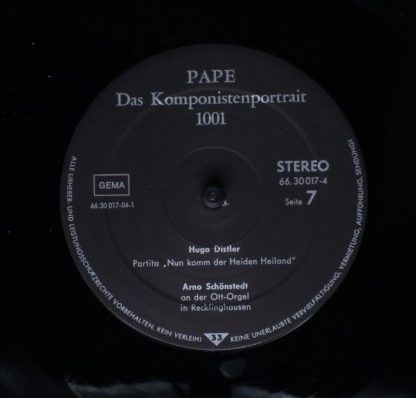 PAPE
Das Komponistenportrait
1001
STEREO
66.30 017-4
Seite 7
GEMA
66.30 017-04-1
Hugo Distler
Partita „Nun komm der Heiden Heiland"
Arno Schönstedt
an der Ott-Orgel
in Recklinghausen
33
ALLE URHEBER- UND LEISTUNGSSCHUTZRECHTE VORBEHALTEN. KEIN VERLEIH!
KEINE UNERLAUBTE VERVIELFÄLTIGUNG, VERMIETUNG, AUFFÜHRUNG, SENDUNG!